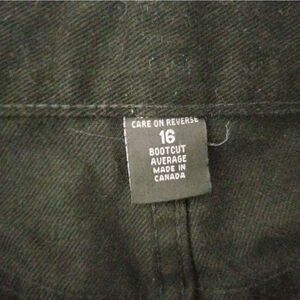 CARE ON REVERSE
16
BOOTCUT
AVERAGE
MADE IN
CANADA